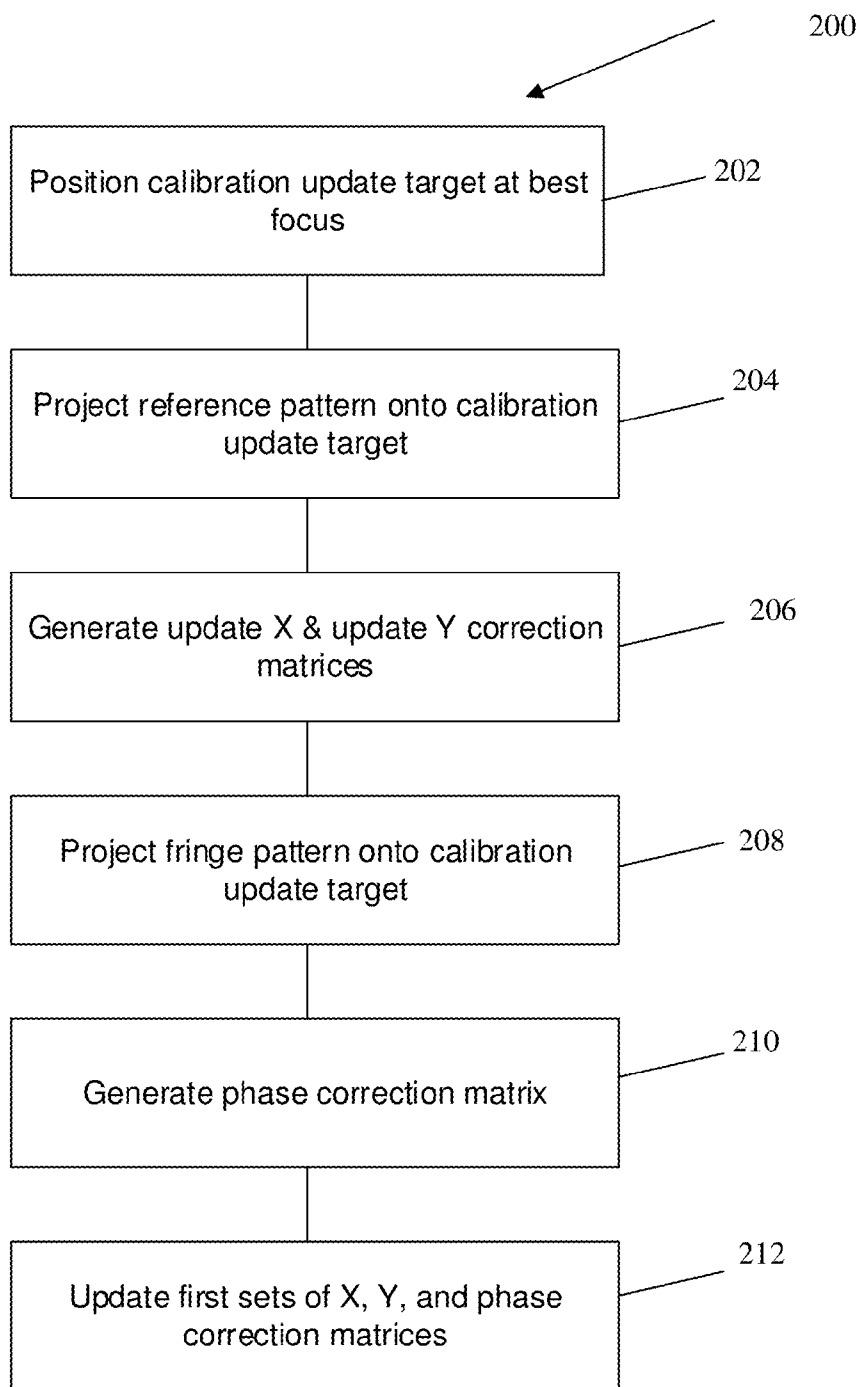 200
Position calibration update target at best
focus
202
Project reference pattern onto calibration
update target
204
Generate update X & update Y correction
matrices
206
Project fringe pattern onto calibration
update target
208
Generate phase correction matrix
210
Update first sets of X, Y, and phase
correction matrices
212